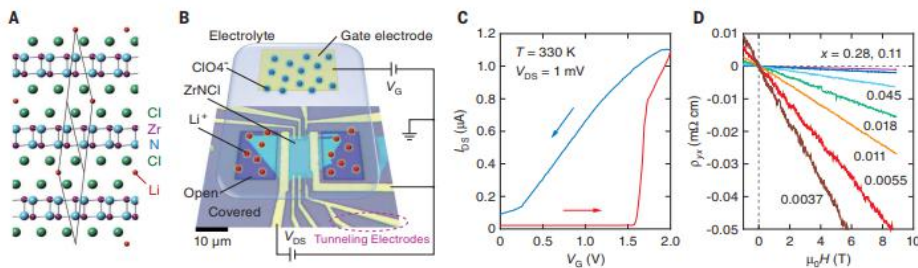 A
Cl
Zr
N
Cl
Li
B
Electrolyte
Gate electrode
ClO4⁻
ZrNCl
Li⁺
Open
Covered
10 μm
V_G
V_DS
Tunneling Electrodes
C
T = 330 K
V_DS = 1 mV
I_DS (μA)
1.2
1.0
0.8
0.6
0.4
0.2
0
0
0.5
1.0
1.5
2.0
V_G (V)
D
x = 0.28, 0.11
0.045
0.018
0.011
0.0055
0.0037
ρ_yx (mΩ cm)
0.01
0
-0.01
-0.02
-0.03
-0.04
-0.05
0
2
4
6
8
10
μ₀H (T)